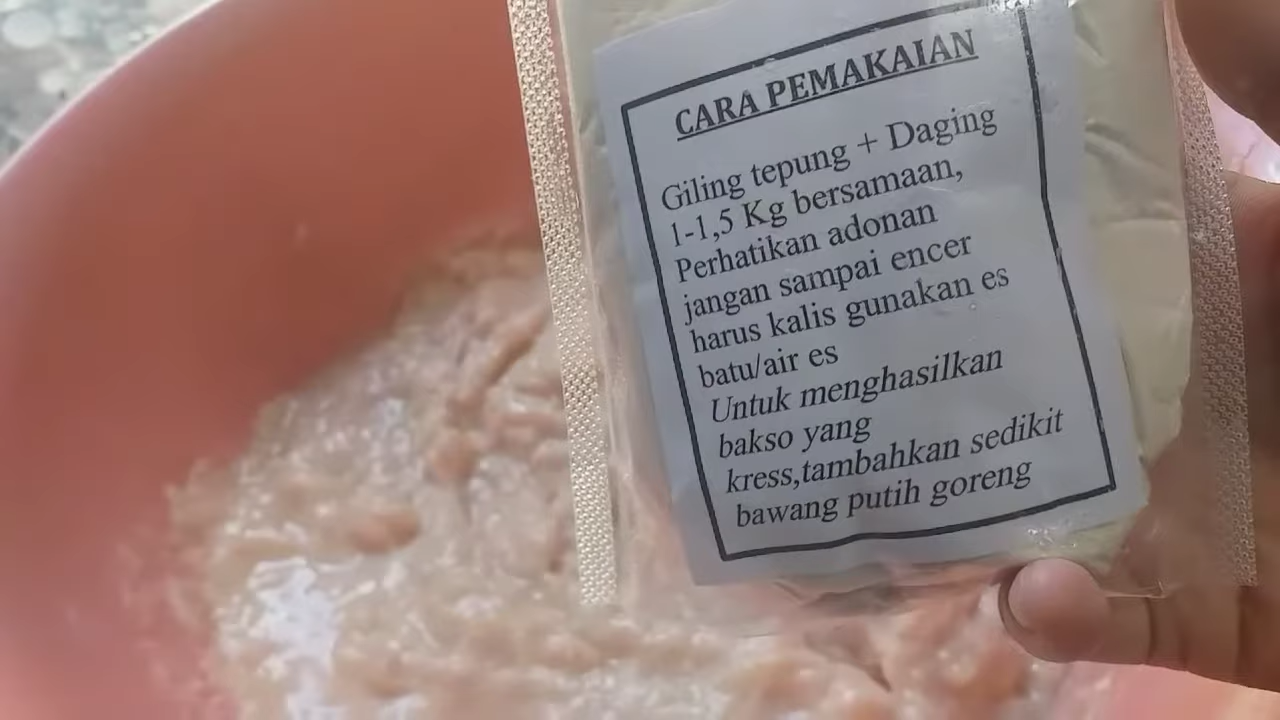 CARA PEMAKAIAN
Giling tepung + Daging
1-1,5 Kg bersamaan,
Perhatikan adonan
jangan sampai encer
harus kalis gunakan es
batu/air es
Untuk menghasilkan
bakso yang
kress,tambahkan sedikit
bawang putih goreng